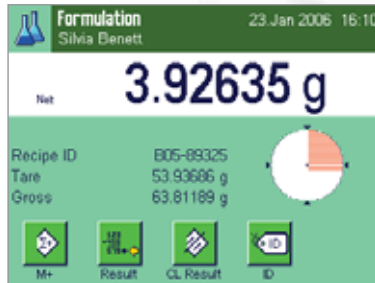 Formulation 23.Jan 2006 16:10
Silvia Benett
Net 3.92635 g
Recipe ID B05-89325
Tare 53.93686 g
Gross 63.81189 g
M+ Result CL Result ID